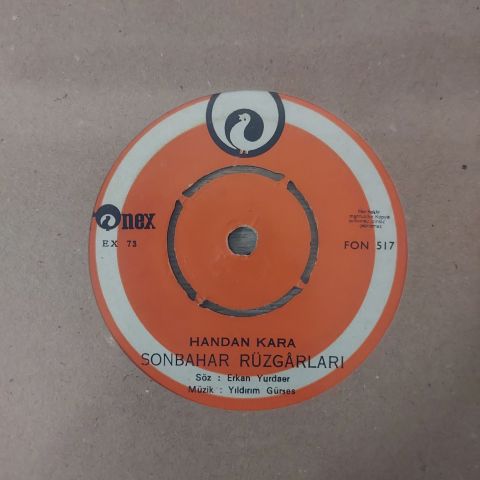 Onex
EX 73
FON 517
HANDAN KARA
SONBAHAR RÜZGÂRLARI
Söz : Erkan Yurdaer
Müzik : Yıldırım Gürses